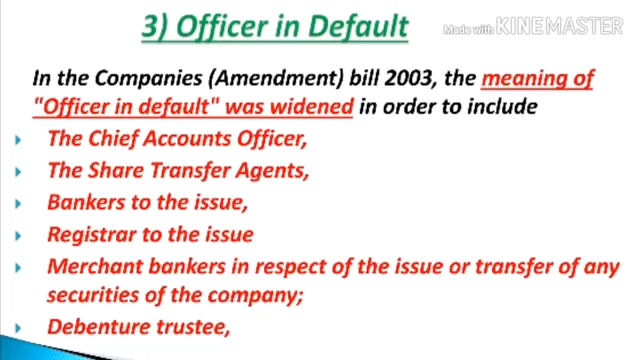 3) Officer in Default
Made with KINEMASTER
In the Companies (Amendment) bill 2003, the meaning of
"Officer in default" was widened in order to include
The Chief Accounts Officer,
The Share Transfer Agents,
Bankers to the issue,
Registrar to the issue
Merchant bankers in respect of the issue or transfer of any
securities of the company;
Debenture trustee,